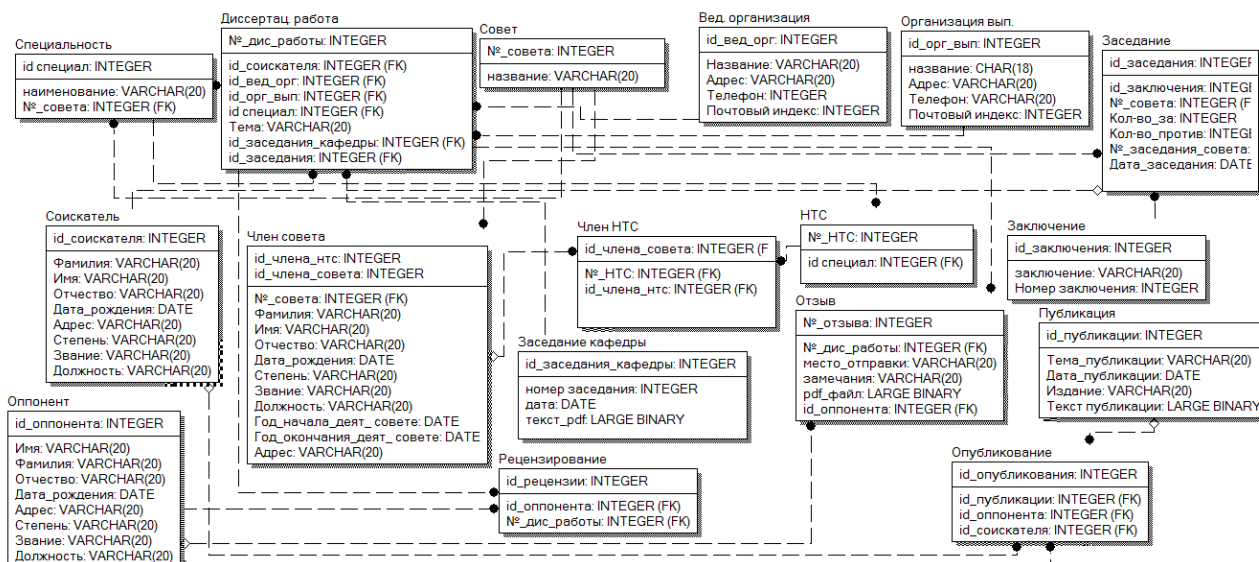 Специальность
id специал: INTEGER
наименование: VARCHAR(20)
№_совета: INTEGER (FK)
Диссертац. работа
№_дис_работы: INTEGER
id_соискателя: INTEGER (FK)
id_вед_орг: INTEGER (FK)
id_орг_вып: INTEGER (FK)
id специал: INTEGER (FK)
Тема: VARCHAR(20)
id_заседания_кафедры: INTEGER (FK)
id_заседания: INTEGER (FK)
Совет
№_совета: INTEGER
название: VARCHAR(20)
Вед. организация
id_вед_орг: INTEGER
Название: VARCHAR(20)
Адрес: VARCHAR(20)
Телефон: INTEGER
Почтовый индекс: INTEGER
Организация вып.
id_орг_вып: INTEGER
название: CHAR(18)
Адрес: VARCHAR(20)
Телефон: VARCHAR(20)
Почтовый индекс: INTEGER
Заседание
id_заседания: INTEGEF
id_заключения: INTEGE
№_совета: INTEGER (F
Кол-во_за: INTEGER
Кол-во_против: INTEGE
№_заседания_совета:
Дата_заседания: DATE
Соискатель
id_соискателя: INTEGER
Фамилия: VARCHAR(20)
Имя: VARCHAR(20)
Отчество: VARCHAR(20)
Дата_рождения: DATE
Адрес: VARCHAR(20)
Степень: VARCHAR(20)
Звание: VARCHAR(20)
Должность: VARCHAR(20)
Член совета
id_члена_нтс: INTEGER
id_члена_совета: INTEGER
№_совета: INTEGER (FK)
Фамилия: VARCHAR(20)
Имя: VARCHAR(20)
Отчество: VARCHAR(20)
Дата_рождения: DATE
Степень: VARCHAR(20)
Звание: VARCHAR(20)
Должность: VARCHAR(20)
Год_начала_деят_ совете: DATE
Год_окончания_деят_ совете: DATE
Адрес: VARCHAR(20)
Член НТС
id_члена_совета: INTEGER (F
№_НТС: INTEGER (FK)
id_члена_нтс: INTEGER (FK)
НТС
№_НТС: INTEGER
id специал: INTEGER (FK)
Заключение
id_заключения: INTEGER
заключение: VARCHAR(20)
Номер заключения: INTEGER
Заседание кафедры
id_заседания_кафедры: INTEGER
номер заседания: INTEGER
дата: DATE
текст_pdf: LARGE BINARY
Отзыв
№_отзыва: INTEGER
№_дис_работы: INTEGER (FK)
место_отправки: VARCHAR(20)
замечания: VARCHAR(20)
pdf_файл: LARGE BINARY
id_оппонента: INTEGER (FK)
Публикация
id_публикации: INTEGER
Тема_публикации: VARCHAR(20)
Дата_публикации: DATE
Издание: VARCHAR(20)
Текст публикации: LARGE BINARY
Оппонент
id_оппонента: INTEGER
Имя: VARCHAR(20)
Фамилия: VARCHAR(20)
Отчество: VARCHAR(20)
Дата_рождения: DATE
Адрес: VARCHAR(20)
Степень: VARCHAR(20)
Звание: VARCHAR(20)
Должность: VARCHAR(20)
Рецензирование
id_рецензии: INTEGER
id_оппонента: INTEGER (FK)
№_дис_работы: INTEGER (FK)
Опубликование
id_опубликования: INTEGER
id_публикации: INTEGER (FK)
id_оппонента: INTEGER (FK)
id_соискателя: INTEGER (FK)